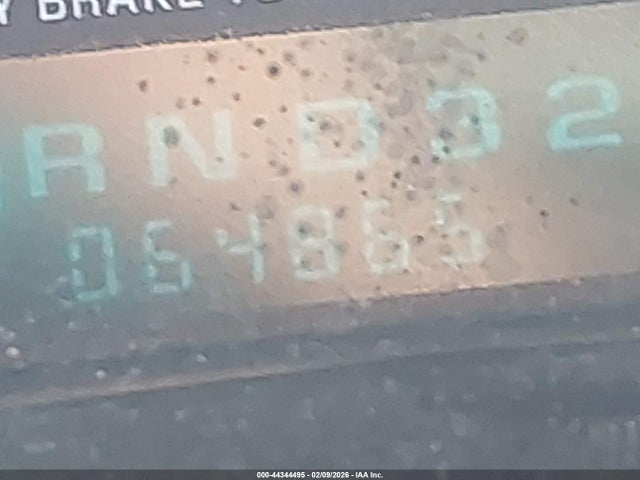 Y BRAKE
RND32
064865
000-44344495 - 02/09/2026 - IAA Inc.